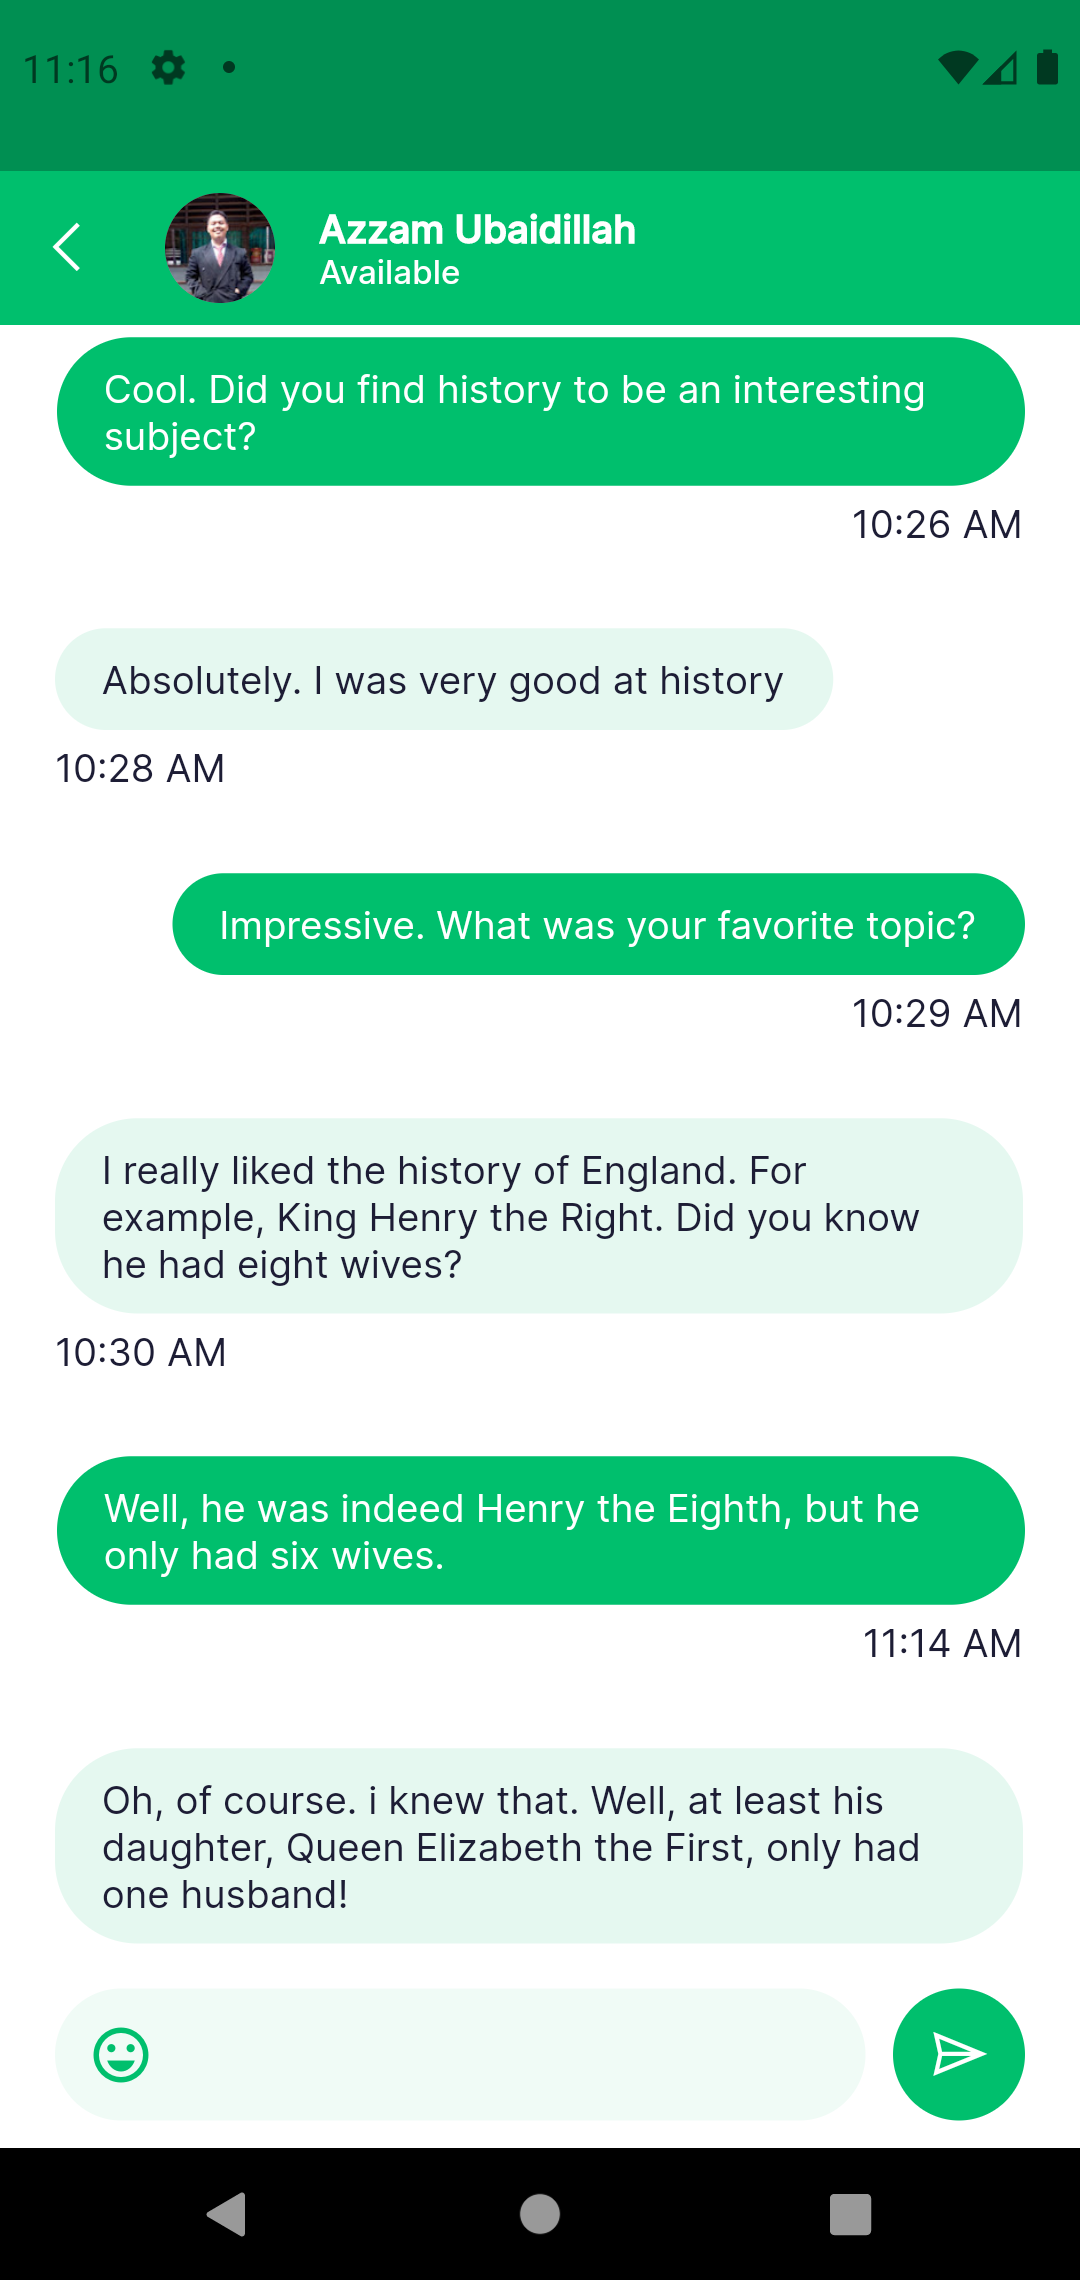 11:16
Azzam Ubaidillah
Available
Cool. Did you find history to be an interesting
subject?
10:26 AM
Absolutely. I was very good at history
10:28 AM
Impressive. What was your favorite topic?
10:29 AM
I really liked the history of England. For
example, King Henry the Right. Did you know
he had eight wives?
10:30 AM
Well, he was indeed Henry the Eighth, but he
only had six wives.
11:14 AM
Oh, of course. i knew that. Well, at least his
daughter, Queen Elizabeth the First, only had
one husband!